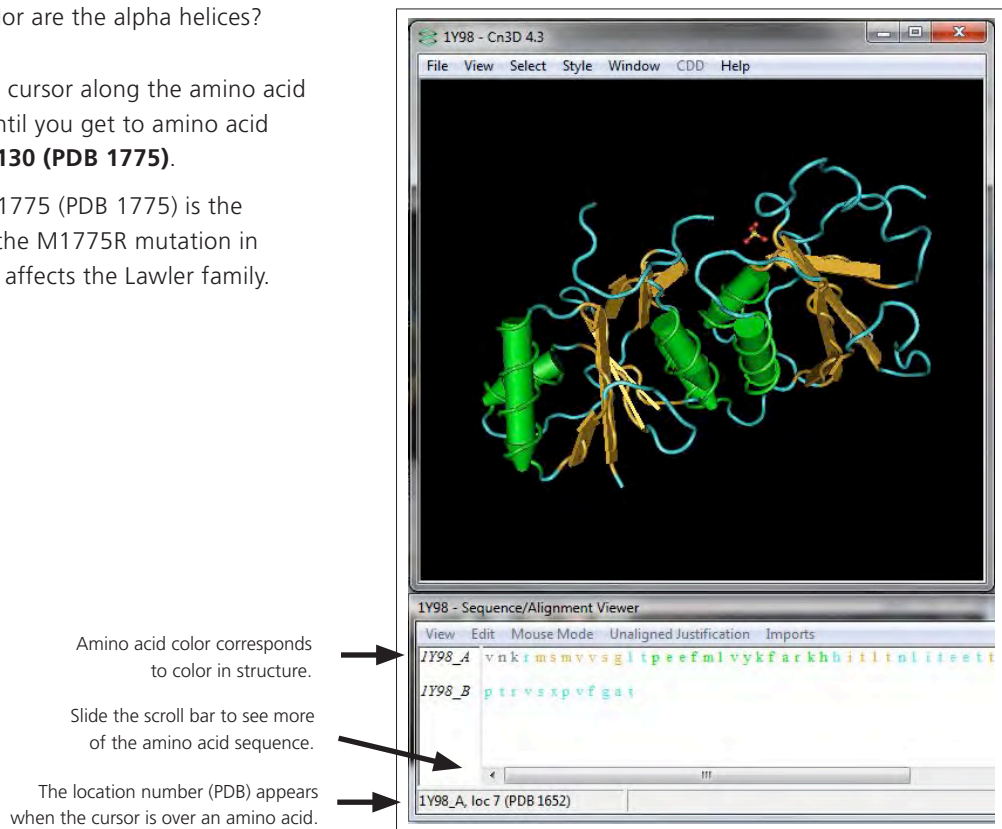 lor are the alpha helices?
cursor along the amino acid
ntil you get to amino acid
130 (PDB 1775).
1775 (PDB 1775) is the
the M1775R mutation in
affects the Lawler family.
1Y98 - Cn3D 4.3
File View Select Style Window CDD Help
1Y98 - Sequence/Alignment Viewer
View Edit Mouse Mode Unaligned Justification Imports
1Y98_A v n k r m s m v v s g l t p e e f m l v y k f a r k h h i t l t n l i t e e t t
1Y98_B p t r v s x p v f g a t
1Y98_A, loc 7 (PDB 1652)
Amino acid color corresponds
to color in structure.
Slide the scroll bar to see more
of the amino acid sequence.
The location number (PDB) appears
when the cursor is over an amino acid.